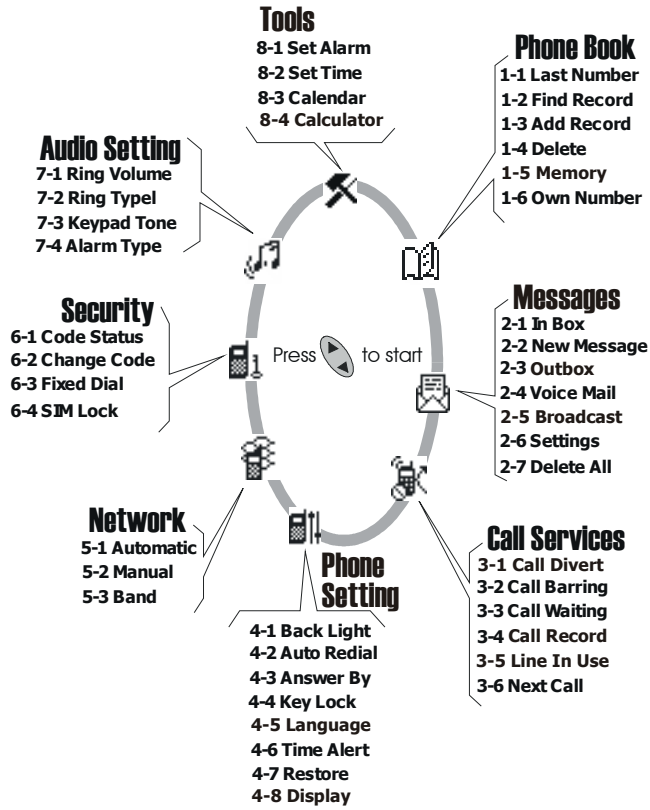 Tools
8-1 Set Alarm
8-2 Set Time
8-3 Calendar
8-4 Calculator
Phone Book
1-1 Last Number
1-2 Find Record
1-3 Add Record
1-4 Delete
1-5 Memory
1-6 Own Number
Messages
2-1 In Box
2-2 New Message
2-3 Outbox
2-4 Voice Mail
2-5 Broadcast
2-6 Settings
2-7 Delete All
Call Services
3-1 Call Divert
3-2 Call Barring
3-3 Call Waiting
3-4 Call Record
3-5 Line In Use
3-6 Next Call
Phone
Setting
4-1 Back Light
4-2 Auto Redial
4-3 Answer By
4-4 Key Lock
4-5 Language
4-6 Time Alert
4-7 Restore
4-8 Display
Network
5-1 Automatic
5-2 Manual
5-3 Band
Security
6-1 Code Status
6-2 Change Code
6-3 Fixed Dial
6-4 SIM Lock
Audio Setting
7-1 Ring Volume
7-2 Ring Typel
7-3 Keypad Tone
7-4 Alarm Type
Press to start